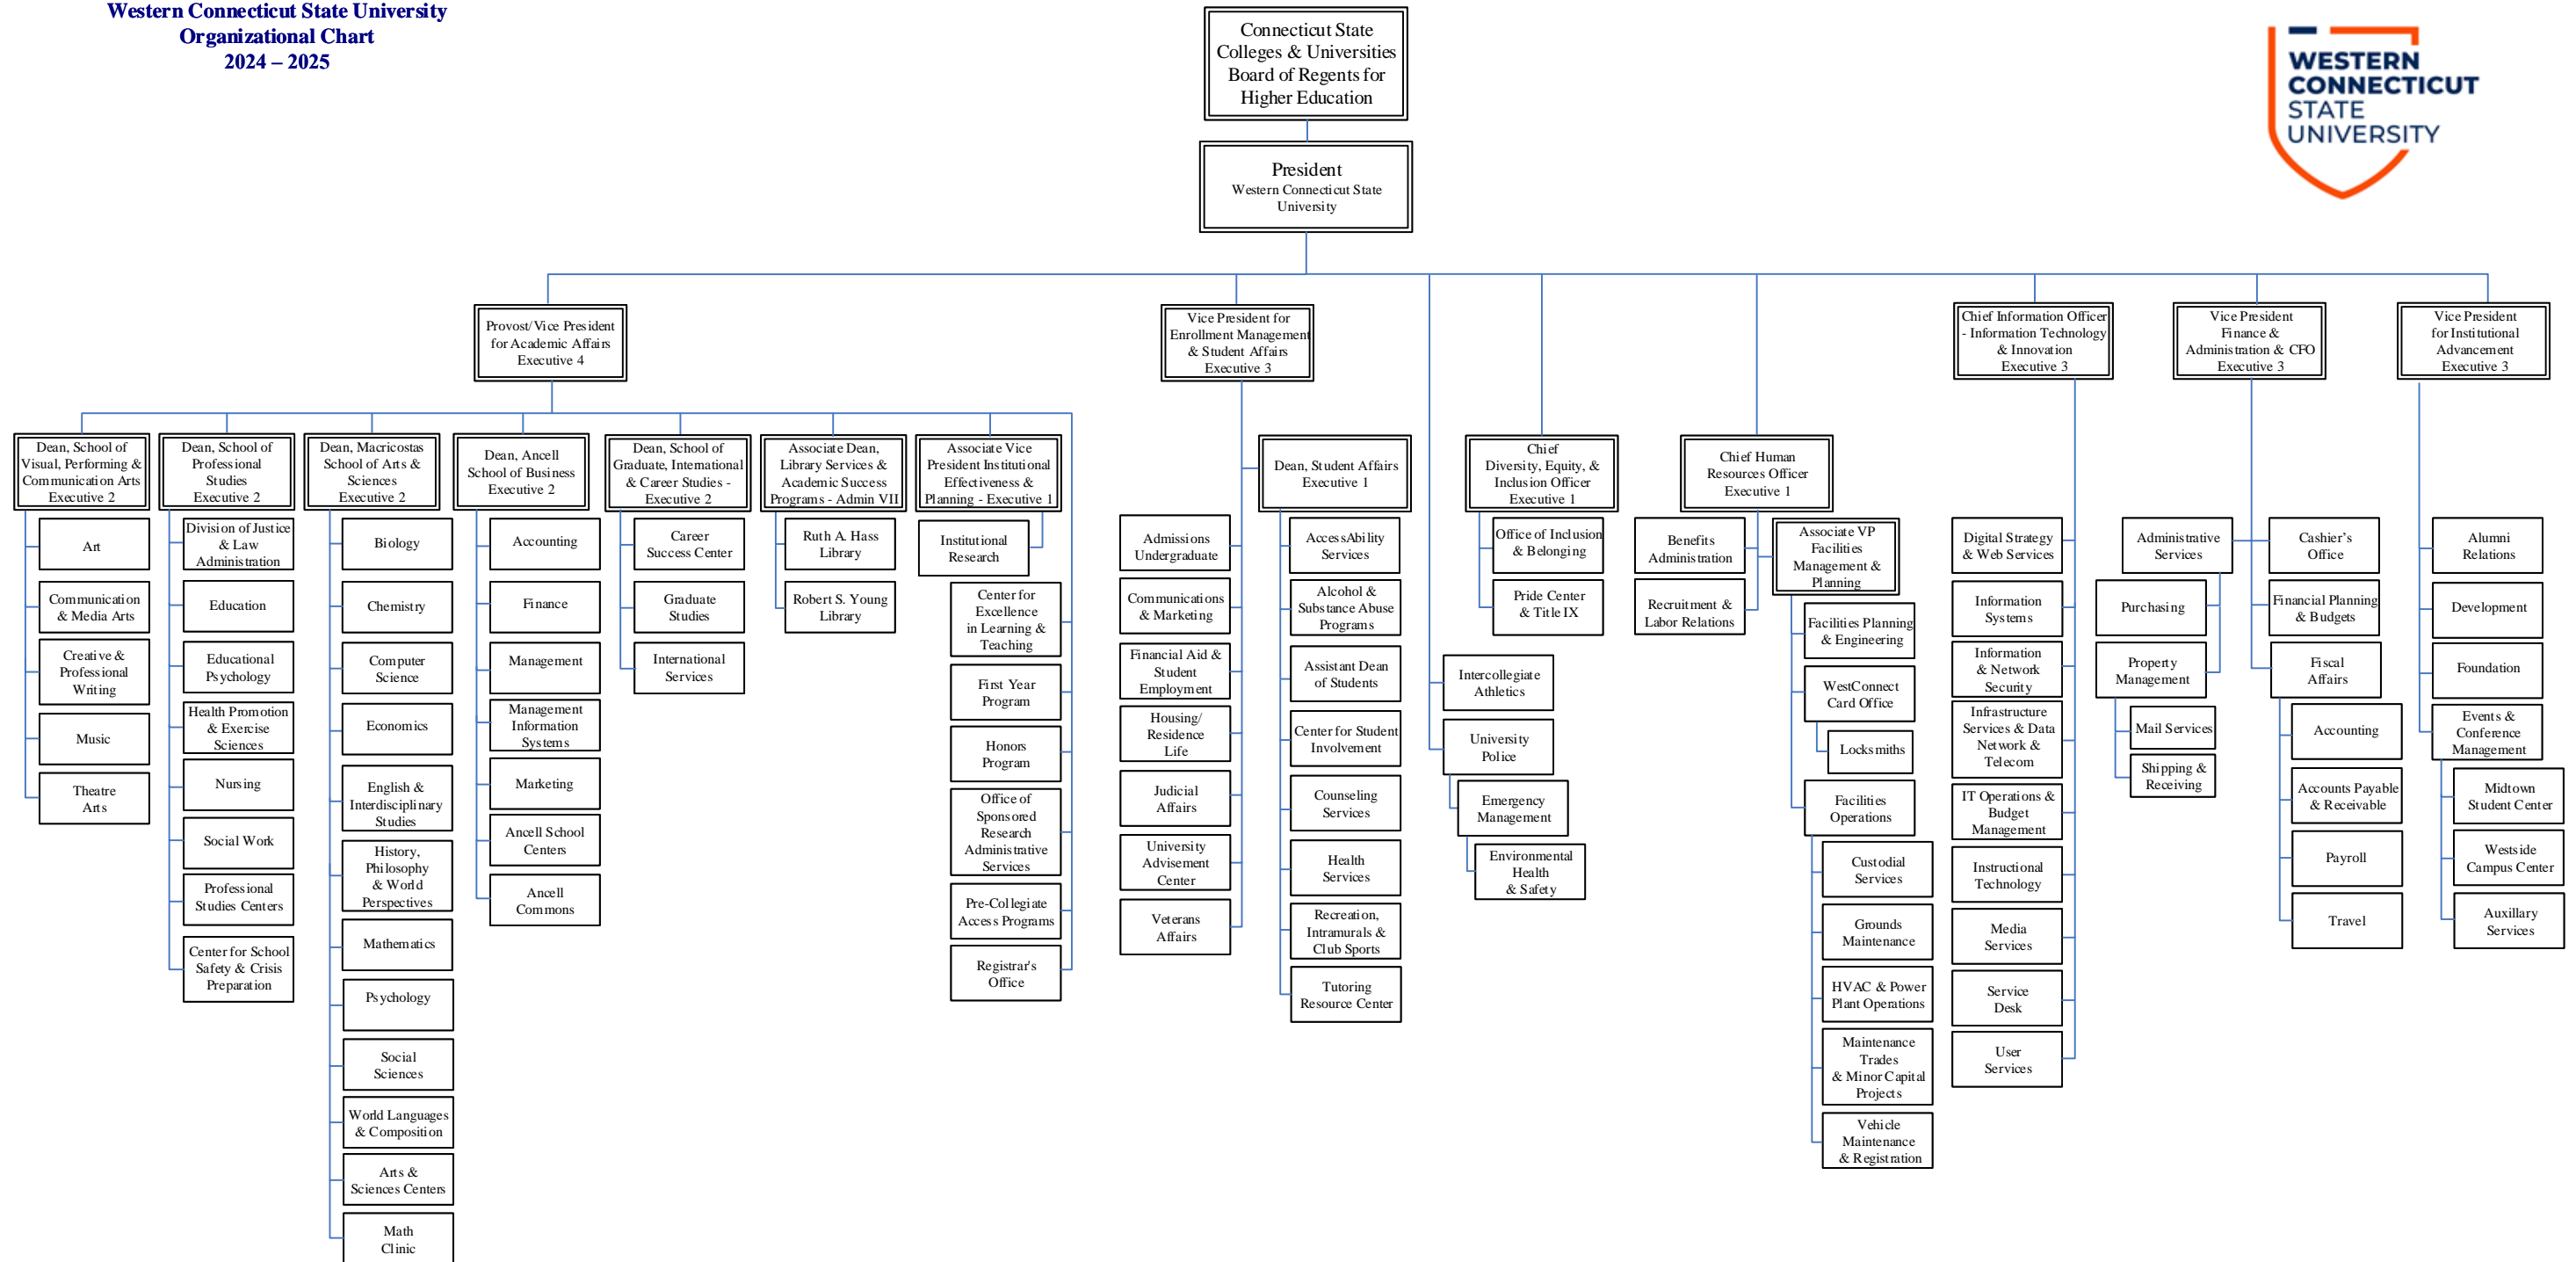 Western Connecticut State University
Organizational Chart
2024 – 2025
WESTERN
CONNECTICUT
STATE
UNIVERSITY
Connecticut State
Colleges & Universities
Board of Regents for
Higher Education
President
Western Connecticut State
University
Provost/Vice President
for Academic Affairs
Executive 4
Vice President for
Enrollment Management
& Student Affairs
Executive 3
Chief Information Officer
- Information Technology
& Innovation
Executive 3
Vice President
Finance &
Administration & CFO
Executive 3
Vice President
for Institutional
Advancement
Executive 3
Dean, School of
Visual, Performing &
Communication Arts
Executive 2
Art
Communication
& Media Arts
Creative &
Professional
Writing
Music
Theatre
Arts
Dean, School of
Professional
Studies
Executive 2
Division of Justice
& Law
Administration
Education
Educational
Psychology
Health Promotion
& Exercise
Sciences
Nursing
Social Work
Professional
Studies Centers
Center for School
Safety & Crisis
Preparation
Dean, Macricostas
School of Arts &
Sciences
Executive 2
Biology
Chemistry
Computer
Science
Economics
English &
Interdisciplinary
Studies
History,
Philosophy
& World
Perspectives
Mathematics
Psychology
Social
Sciences
World Languages
& Composition
Arts &
Sciences Centers
Math
Clinic
Dean, Ancell
School of Business
Executive 2
Accounting
Finance
Management
Management
Information
Systems
Marketing
Ancell School
Centers
Ancell
Commons
Dean, School of
Graduate, International
& Career Studies -
Executive 2
Career
Success Center
Graduate
Studies
International
Services
Associate Dean,
Library Services &
Academic Success
Programs - Admin VII
Ruth A. Hass
Library
Robert S. Young
Library
Associate Vice
President Institutional
Effectiveness &
Planning - Executive 1
Institutional
Research
Center for
Excellence
in Learning &
Teaching
First Year
Program
Honors
Program
Office of
Sponsored
Research
Administrative
Services
Pre-Collegiate
Access Programs
Registrar's
Office
Admissions
Undergraduate
Communications
& Marketing
Financial Aid &
Student
Employment
Housing/
Residence
Life
Judicial
Affairs
University
Advisement
Center
Veterans
Affairs
Dean, Student Affairs
Executive 1
AccessAbility
Services
Alcohol &
Substance Abuse
Programs
Assistant Dean
of Students
Center for Student
Involvement
Counseling
Services
Health
Services
Recreation,
Intramurals &
Club Sports
Tutoring
Resource Center
Chief
Diversity, Equity, &
Inclusion Officer
Executive 1
Office of Inclusion
& Belonging
Pride Center
& Title IX
Intercollegiate
Athletics
University
Police
Emergency
Management
Environmental
Health
& Safety
Chief Human
Resources Officer
Executive 1
Benefits
Administration
Recruitment &
Labor Relations
Associate VP
Facilities
Management &
Planning
Facilities Planning
& Engineering
WestConnect
Card Office
Locksmiths
Facilities
Operations
Custodial
Services
Grounds
Maintenance
HVAC & Power
Plant Operations
Maintenance
Trades
& Minor Capital
Projects
Vehicle
Maintenance
& Registration
Digital Strategy
& Web Services
Information
Systems
Information
& Network
Security
Infrastructure
Services & Data
Network &
Telecom
IT Operations &
Budget
Management
Instructional
Technology
Media
Services
Service
Desk
User
Services
Administrative
Services
Purchasing
Property
Management
Mail Services
Shipping &
Receiving
Cashier's
Office
Financial Planning
& Budgets
Fiscal
Affairs
Accounting
Accounts Payable
& Receivable
Payroll
Travel
Alumni
Relations
Development
Foundation
Events &
Conference
Management
Midtown
Student Center
Westside
Campus Center
Auxillary
Services